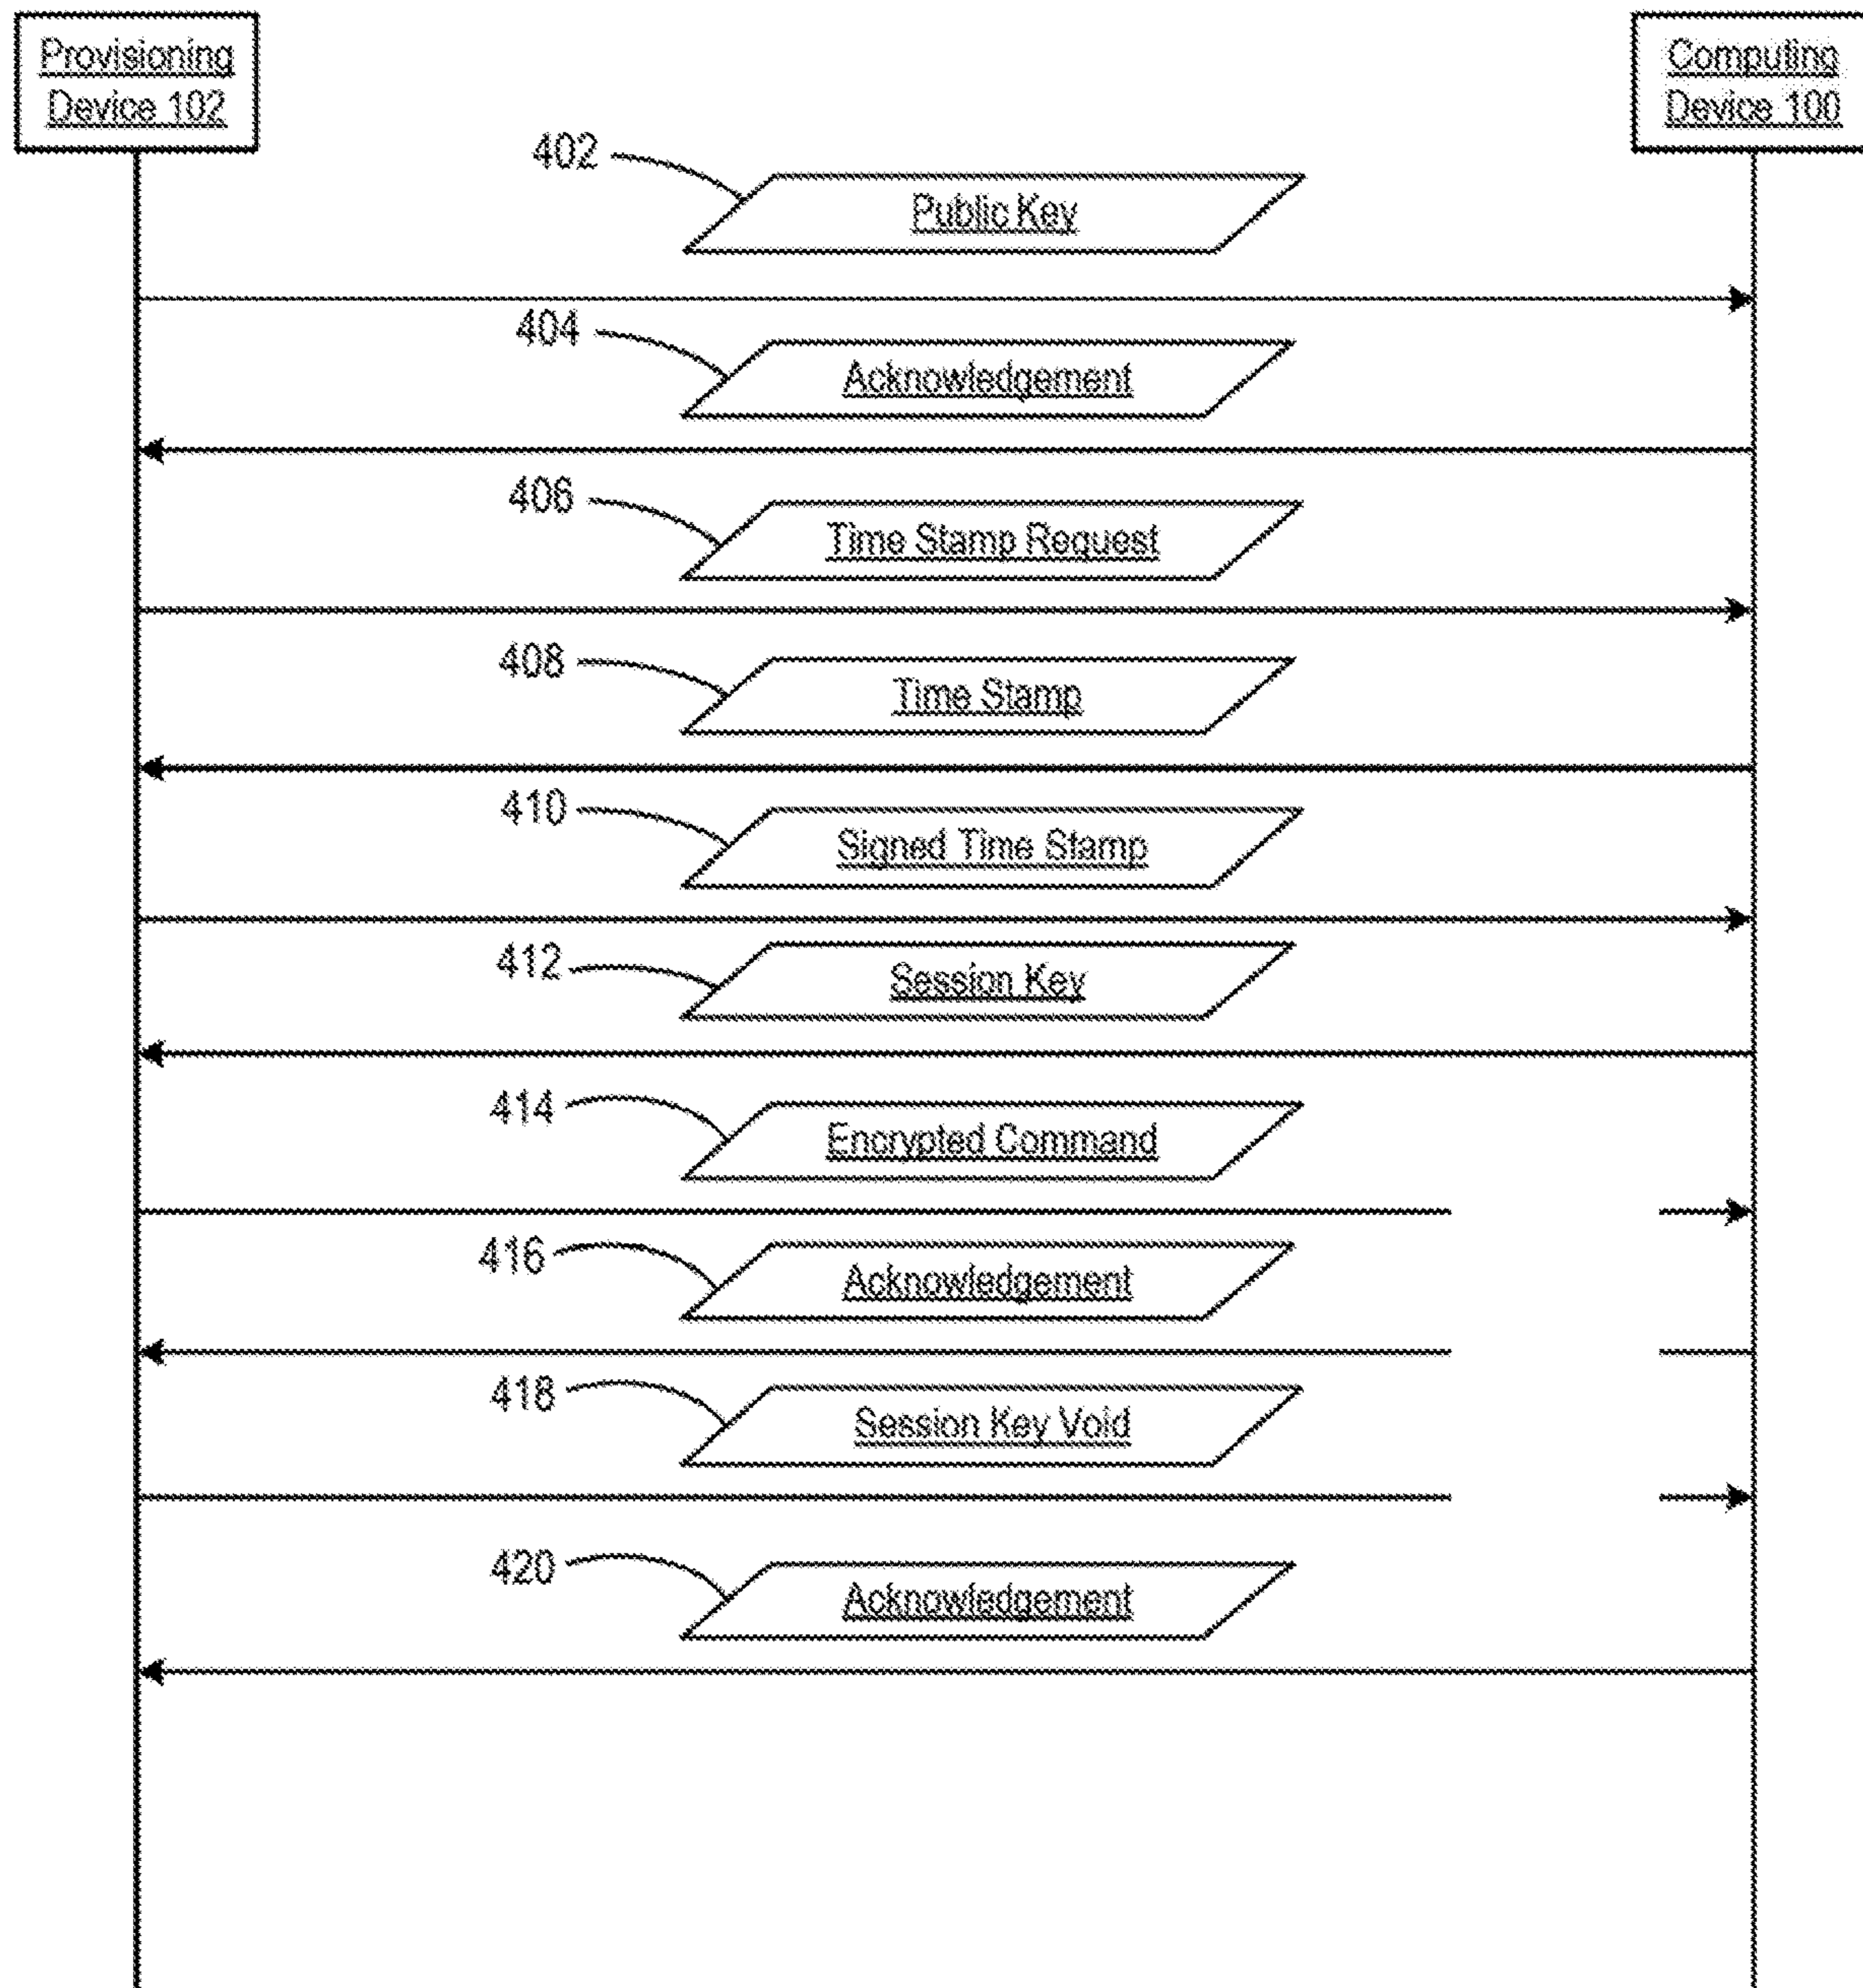 Provisioning
Device 102
Computing
Device 100
402
Public Key
404
Acknowledgement
406
Time Stamp Request
408
Time Stamp
410
Signed Time Stamp
412
Session Key
414
Encrypted Command
416
Acknowledgement
418
Session Key Void
420
Acknowledgement